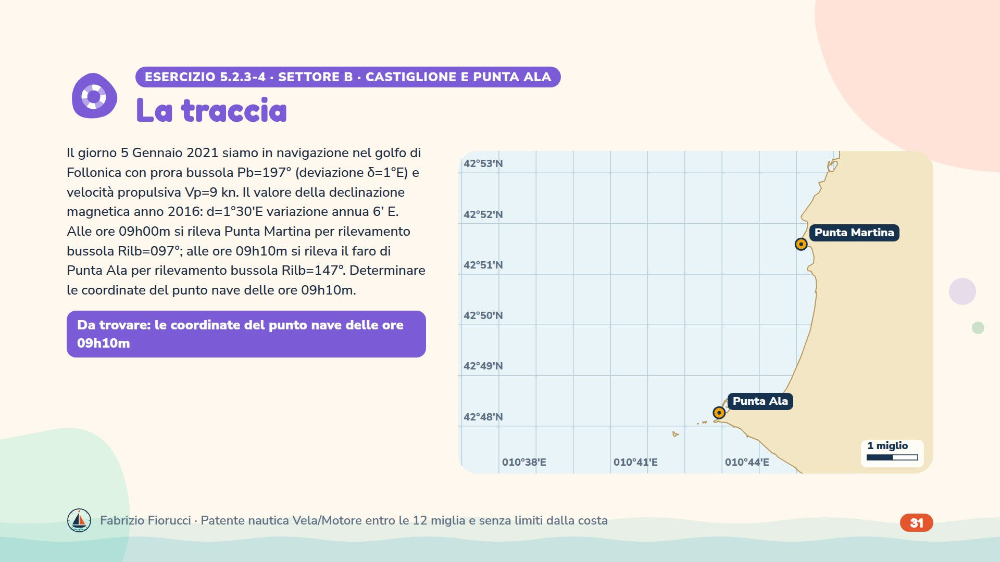 ESERCIZIO 5.2.3-4 · SETTORE B · CASTIGLIONE E PUNTA ALA
La traccia
Il giorno 5 Gennaio 2021 siamo in navigazione nel golfo di
Follonica con prora bussola Pb=197° (deviazione δ=1°E) e
velocità propulsiva Vp=9 kn. Il valore della declinazione
magnetica anno 2016: d=1°30'E variazione annua 6’ E.
Alle ore 09h00m si rileva Punta Martina per rilevamento
bussola Rilb=097°; alle ore 09h10m si rileva il faro di
Punta Ala per rilevamento bussola Rilb=147°. Determinare
le coordinate del punto nave delle ore 09h10m.
Da trovare: le coordinate del punto nave delle ore
09h10m
42°53'N
42°52'N
Punta Martina
42°51'N
42°50'N
42°49'N
Punta Ala
42°48'N
1 miglio
010°38'E
010°41'E
010°44'E
Fabrizio Fiorucci · Patente nautica Vela/Motore entro le 12 miglia e senza limiti dalla costa
31